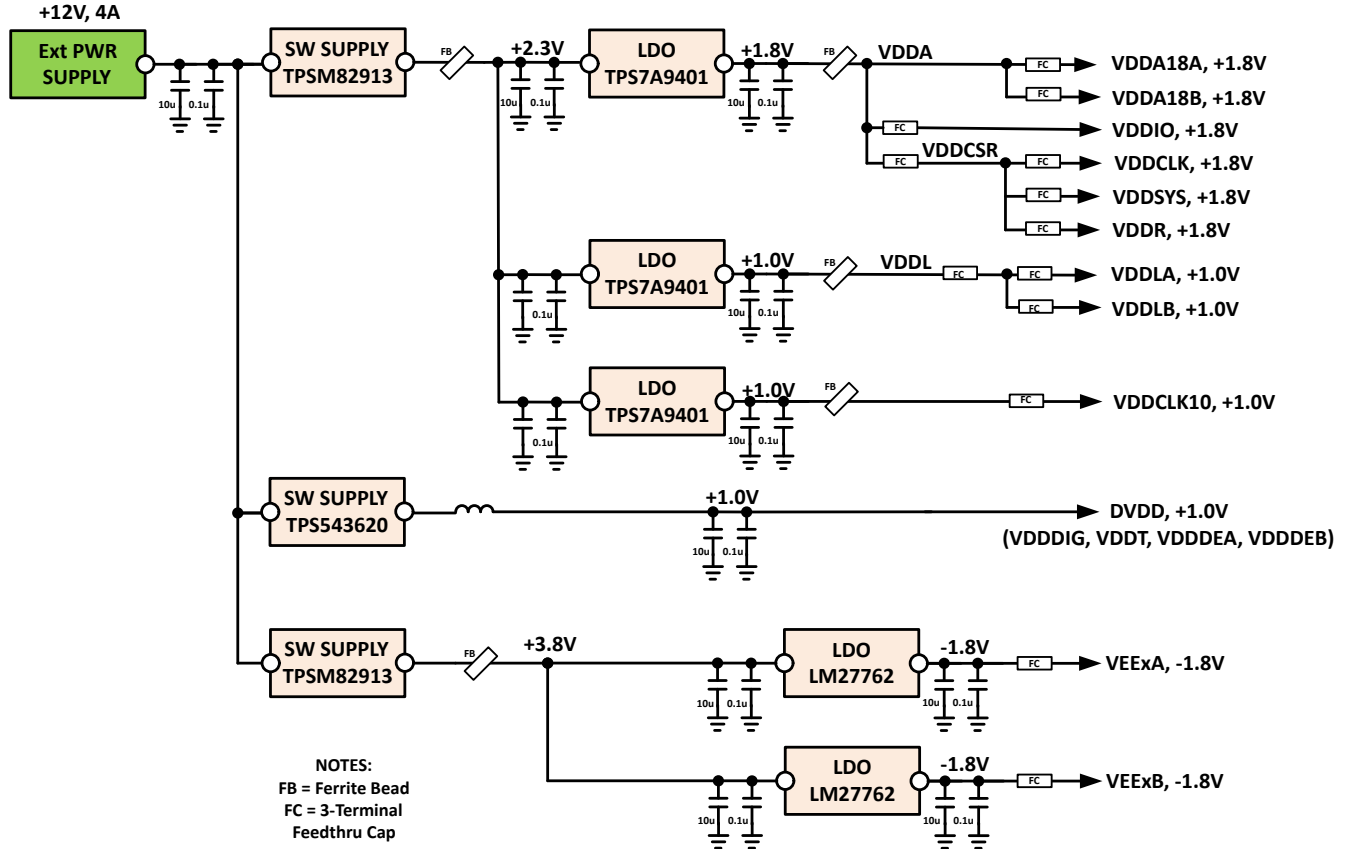 +12V, 4A
Ext PWR
SUPPLY
10u 0.1u
SW SUPPLY
TPSM82913
FB
+2.3V
10u 0.1u
LDO
TPS7A9401
+1.8V
10u 0.1u
FB
VDDA
FC
VDDA18A, +1.8V
FC
VDDA18B, +1.8V
FC
VDDIO, +1.8V
FC
VDDCSR
FC
VDDCLK, +1.8V
FC
VDDSYS, +1.8V
FC
VDDR, +1.8V
0.1u
LDO
TPS7A9401
+1.0V
10u 0.1u
FB
VDDL
FC
FC
VDDLA, +1.0V
FC
VDDLB, +1.0V
0.1u
LDO
TPS7A9401
+1.0V
10u 0.1u
FB
FC
VDDCLK10, +1.0V
SW SUPPLY
TPS543620
+1.0V
10u 0.1u
DVDD, +1.0V
(VDDDIG, VDDT, VDDDEA, VDDDEB)
SW SUPPLY
TPSM82913
FB
+3.8V
10u 0.1u
LDO
LM27762
-1.8V
10u 0.1u
FC
VEExA, -1.8V
10u 0.1u
LDO
LM27762
-1.8V
10u 0.1u
FC
VEExB, -1.8V
NOTES:
FB = Ferrite Bead
FC = 3-Terminal
Feedthru Cap